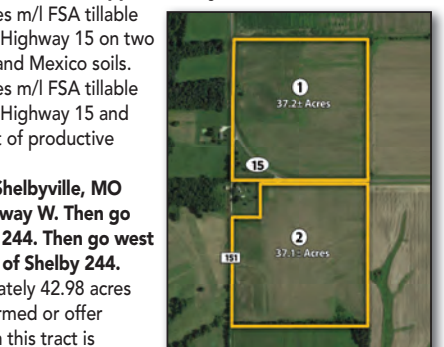 es m/l FSA tillable
Highway 15 on two
and Mexico soils.
es m/l FSA tillable
Highway 15 and
t of productive
Shelbyville, MO
way W. Then go
244. Then go west
of Shelby 244.
ately 42.98 acres
rmed or offer
this tract is
1
37.2± Acres
15
2
37.1± Acres
151